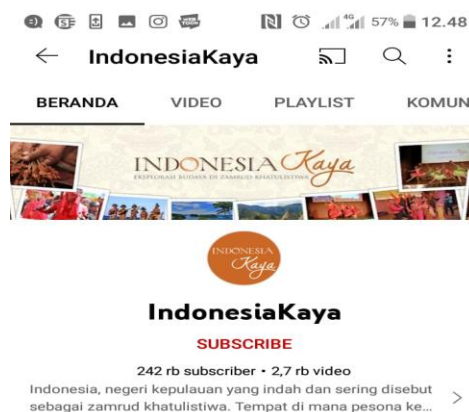 57% 12.48
IndonesiaKaya
BERANDA VIDEO PLAYLIST KOMUN
INDONESIA Kaya
EKSPLORASI BUDAYA DI ZAMRUD KHATULISTIWA
INDONESIA
Kaya
IndonesiaKaya
SUBSCRIBE
242 rb subscriber • 2,7 rb video
Indonesia, negeri kepulauan yang indah dan sering disebut
sebagai zamrud khatulistiwa. Tempat di mana pesona ke...